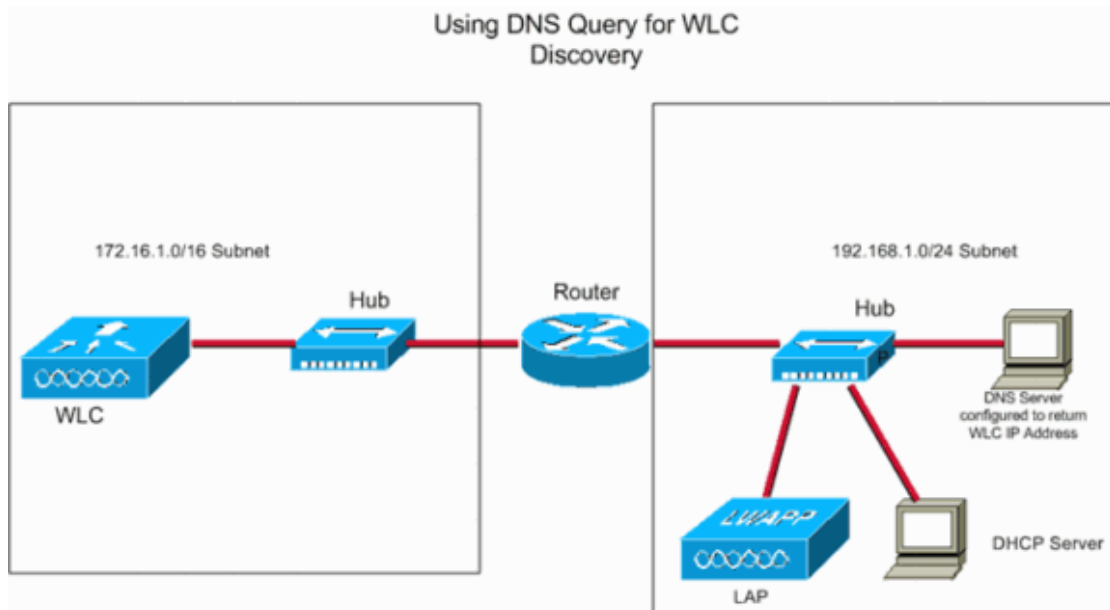 Using DNS Query for WLC
Discovery
172.16.1.0/16 Subnet
192.168.1.0/24 Subnet
Hub
Router
Hub
P
WLC
DNS Server
configured to return
WLC IP Address
LWAPP
LAP
DHCP Server